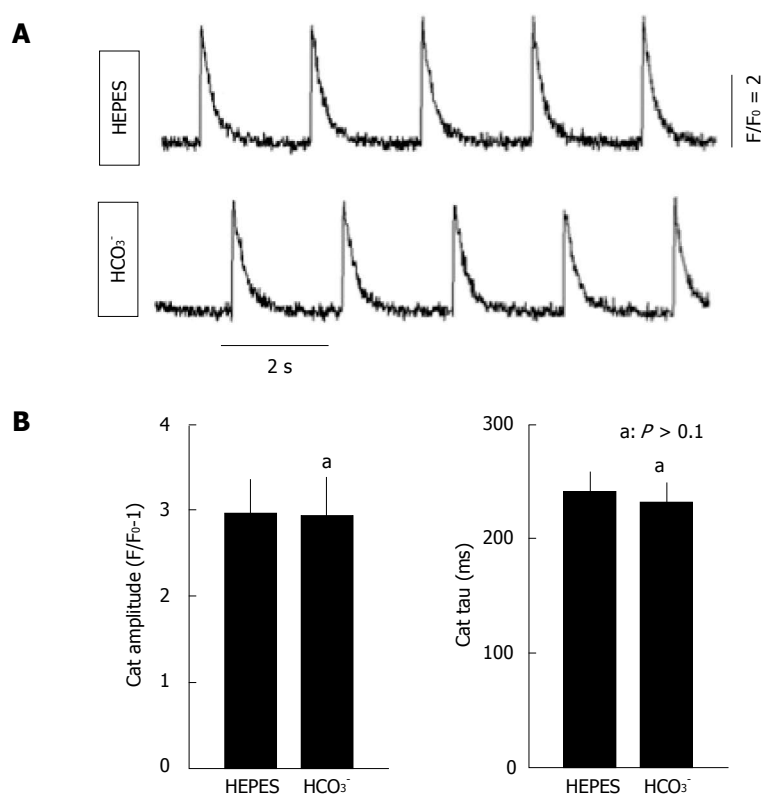 A
HEPES
F/F₀ = 2
HCO₃⁻
2 s
B
Cat amplitude (F/F₀-1)
4
3
2
1
0
a
HEPES
HCO₃⁻
Cat tau (ms)
300
200
100
0
a: P > 0.1
a
HEPES
HCO₃⁻